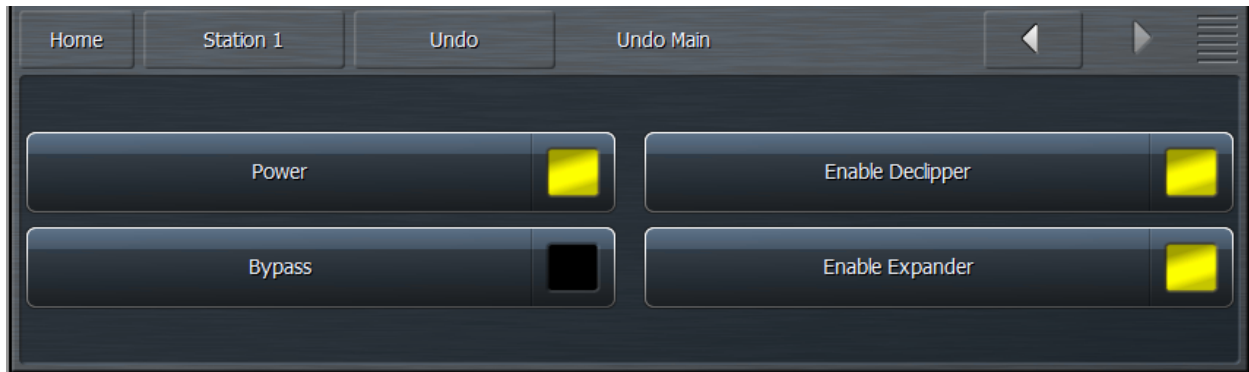 Home Station 1 Undo Undo Main
Power Enable Declipper
Bypass Enable Expander